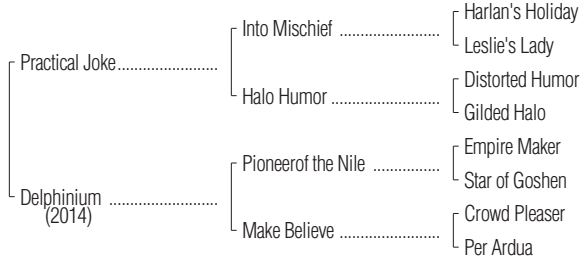 Harlan's Holiday
Into Mischief ....................
Leslie's Lady
Practical Joke........................
Distorted Humor
Halo Humor ......................
Gilded Halo
Empire Maker
Pioneerof the Nile .............
Star of Goshen
Delphinium ..........................
(2014)
Crowd Pleaser
Make Believe ....................
Per Ardua